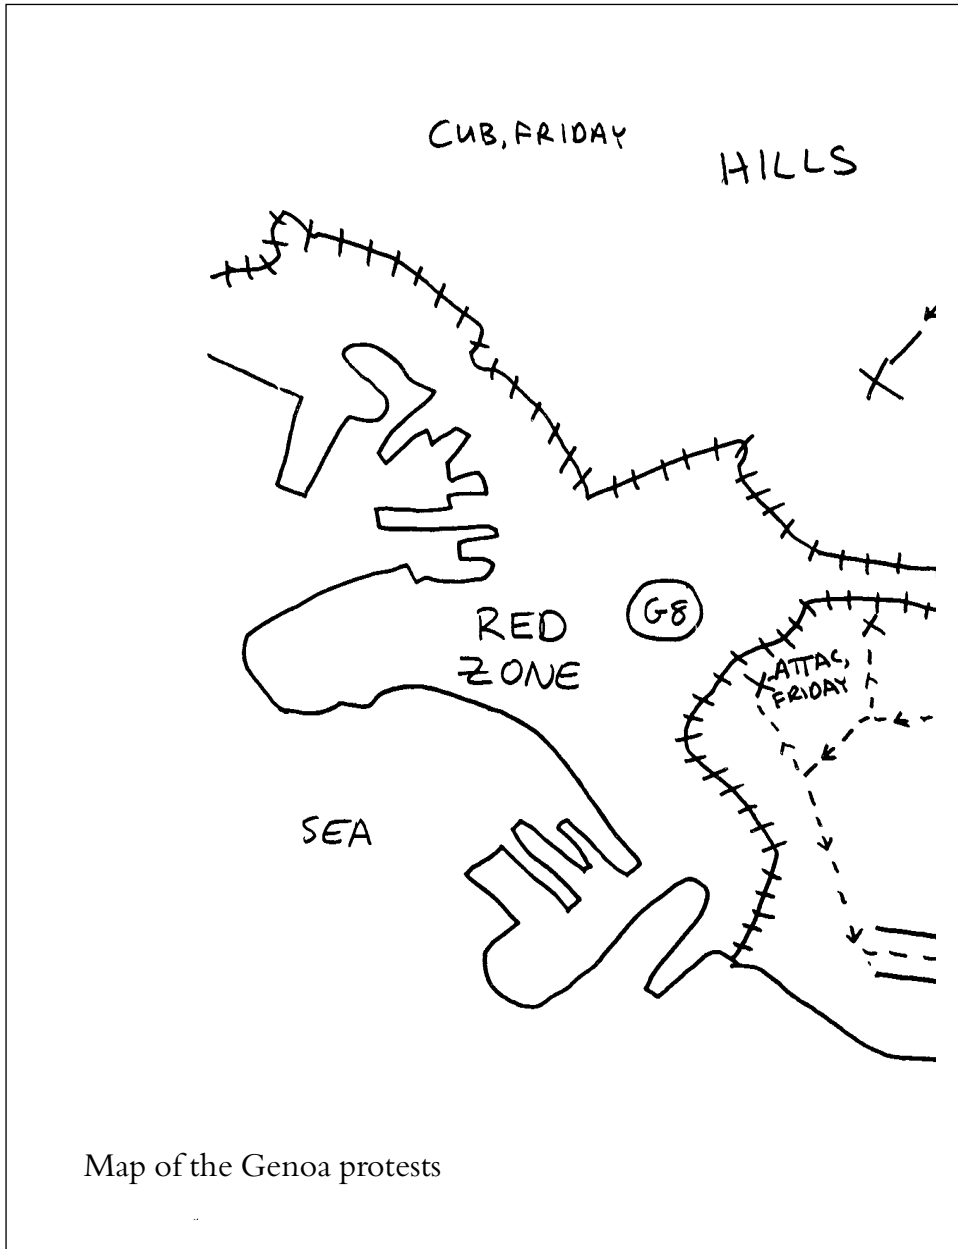 CUB, FRIDAY
HILLS
G8
RED
ZONE
ATTAC,
FRIDAY
SEA
Map of the Genoa protests